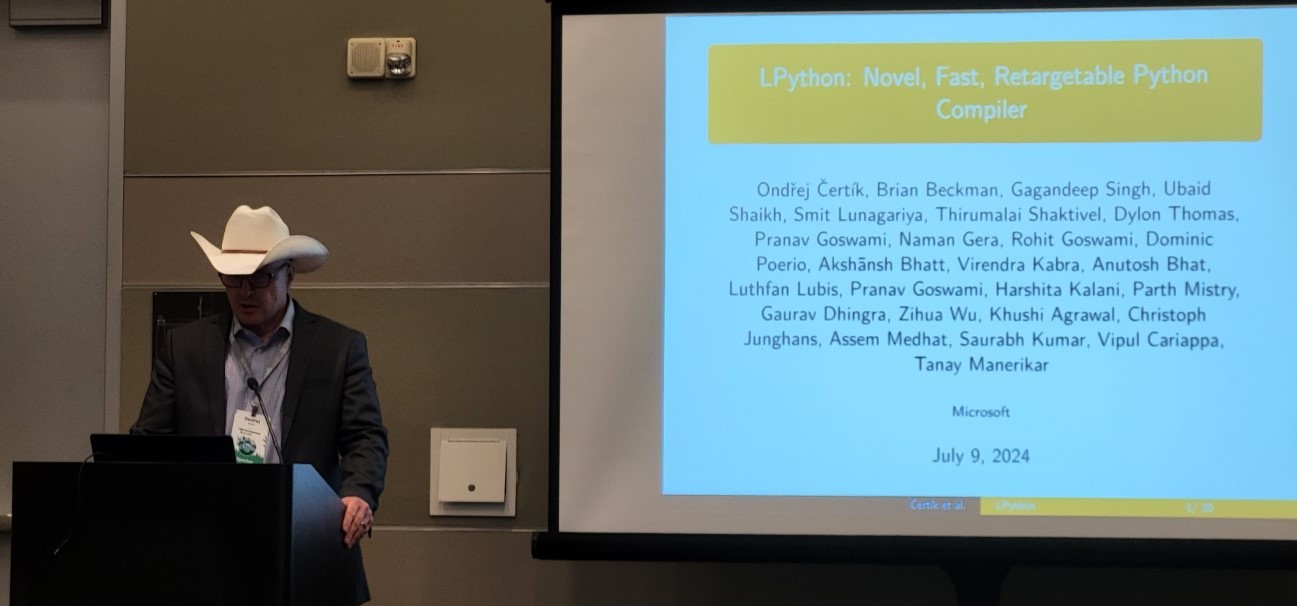 FIRE
LPython: Novel, Fast, Retargetable Python
Compiler
Ondřej Čertík, Brian Beckman, Gagandeep Singh, Ubaid
Shaikh, Smit Lunagariya, Thirumalai Shaktivel, Dylon Thomas,
Pranav Goswami, Naman Gera, Rohit Goswami, Dominic
Poerio, Akshānsh Bhatt, Virendra Kabra, Anutosh Bhat,
Luthfan Lubis, Pranav Goswami, Harshita Kalani, Parth Mistry,
Gaurav Dhingra, Zihua Wu, Khushi Agrawal, Christoph
Junghans, Assem Medhat, Saurabh Kumar, Vipul Cariappa,
Tanay Manerikar
Microsoft
July 9, 2024
Čertík et al.
LPython
Ondřej